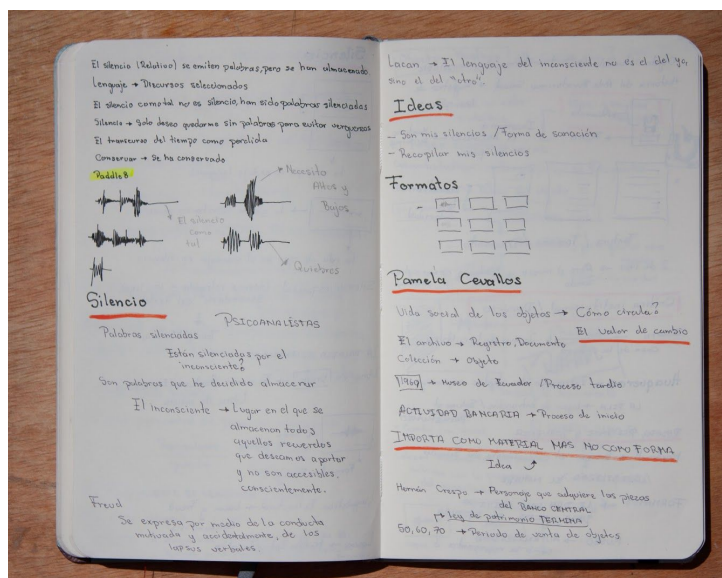 El silencio (Relativo) se emiten palabras, pero se han almacenado
Lenguaje → Discursos seleccionados
El silencio como tal no es silencio, han sido palabras silenciadas
Silencio → Solo deseo quedarme sin palabras para evitar vergüenzas
El transcurso del tiempo como perdida
Conservar → Se ha conservado
Paddle8
Necesito
Altos y
Bajos
El silencio
como
tal
Quiebres
Silencio
PSICOANALÍSTAS
Palabras silenciadas
Están silenciadas por el
inconsciente?
Son palabras que he decidido almacenar
El inconsciente → Lugar en el que se
almacenan todos
aquellos recuerdos
que deseamos apartar
y no son accesibles,
conscientemente.
Freud
Se expresa por medio de la conducta
motivada y accidentalmente, de los
lapsus verbales.
Lacan → El lenguaje del inconsciente no es el del yo,
sino el del "otro".
Ideas
- Son mis silencios / Forma de sanación
- Recopilar mis silencios
Formatos
-
Pamela Cevallos
Vida social de los objetos → Cómo circula?
El valor de cambio
El archivo → Registro, Documento
Colección → Objeto
1969 → Museo de Ecuador / Proceso tardío
ACTIVIDAD BANCARIA → Proceso de inicio
IMPORTA COMO MATERIAL MAS NO COMO FORMA
Idea
Hernán Crespo → Personaje que adquiere las piezas
del BANCO CENTRAL
→ Ley de patrimonio TERMINA
50, 60, 70 → Periodo de venta de objetos